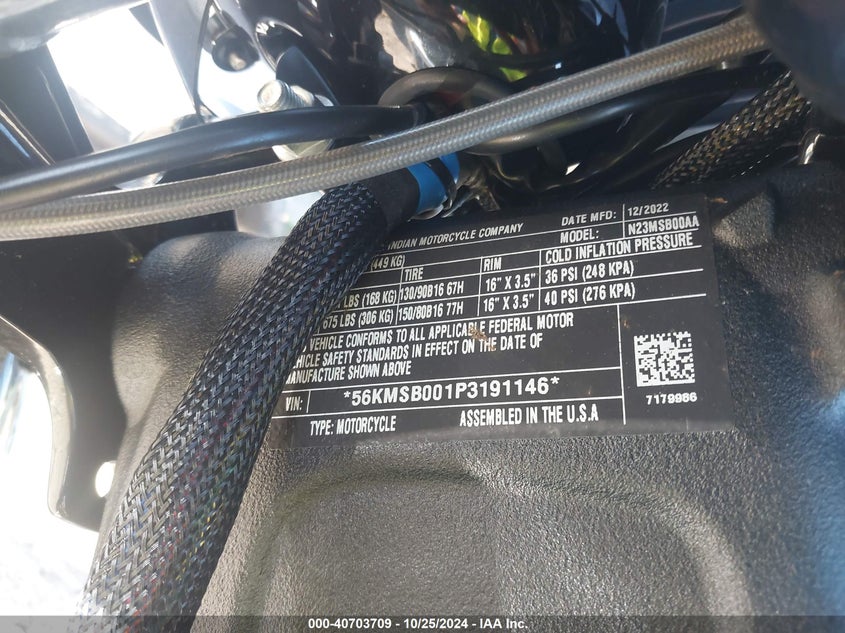 INDIAN MOTORCYCLE COMPANY DATE MFD: 12/2022
MODEL: N23MSB00AA
(449 KG) TIRE RIM COLD INFLATION PRESSURE
LBS (168 KG) 130/90B16 67H 16" X 3.5" 36 PSI (248 KPA)
675 LBS (306 KG) 150/80B16 77H 16" X 3.5" 40 PSI (276 KPA)
VEHICLE CONFORMS TO ALL APPLICABLE FEDERAL MOTOR
VEHICLE SAFETY STANDARDS IN EFFECT ON THE DATE OF
MANUFACTURE SHOWN ABOVE
VIN: *56KMSB001P3191146*
7179966
TYPE: MOTORCYCLE ASSEMBLED IN THE U.S.A
000-40703709 - 10/25/2024 - IAA Inc.